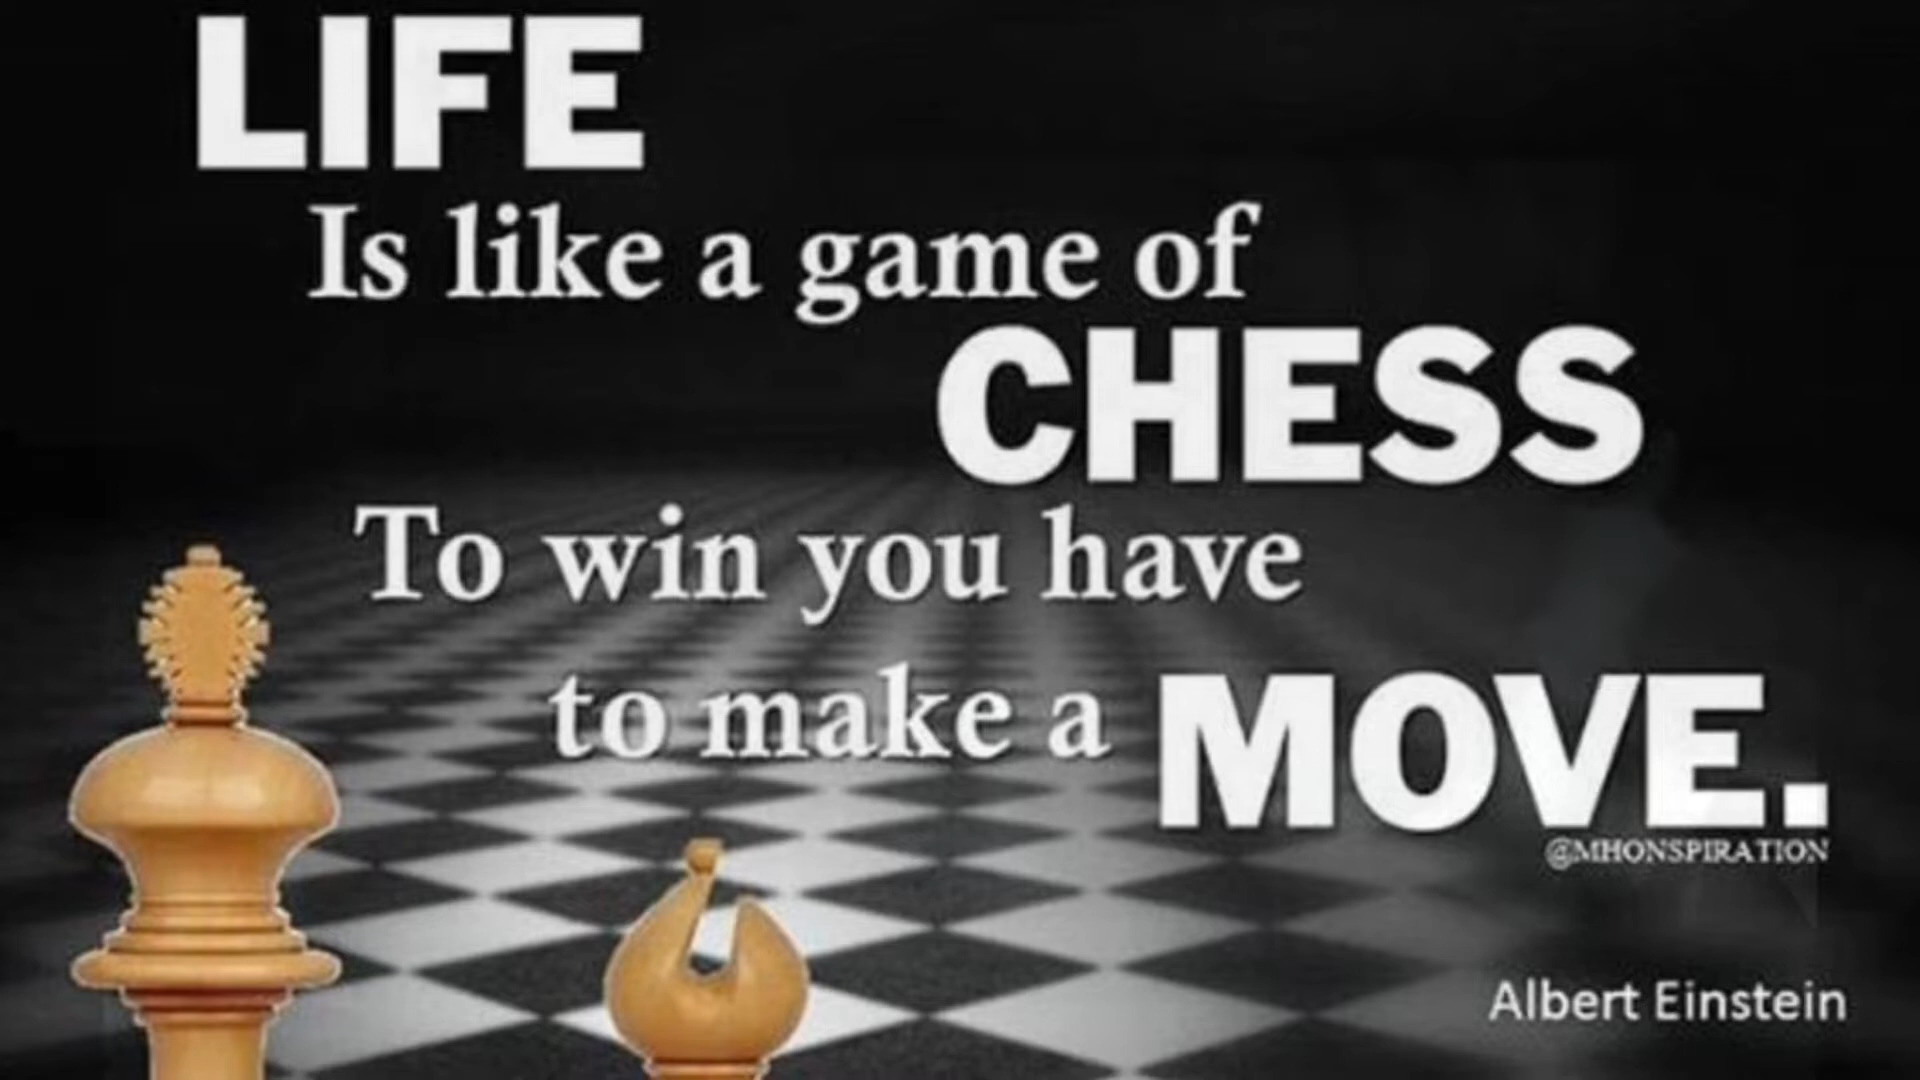 LIFE
Is like a game of
CHESS
To win you have
to make a MOVE.
@MHONSPIRATION
Albert Einstein